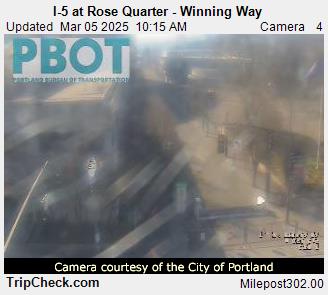 I-5 at Rose Quarter - Winning Way
Updated Mar 05 2025 10:15 AM Camera 4
PBOT
PORTLAND BUREAU OF TRANSPORTATION
Camera courtesy of the City of Portland
TripCheck.com Milepost302.00